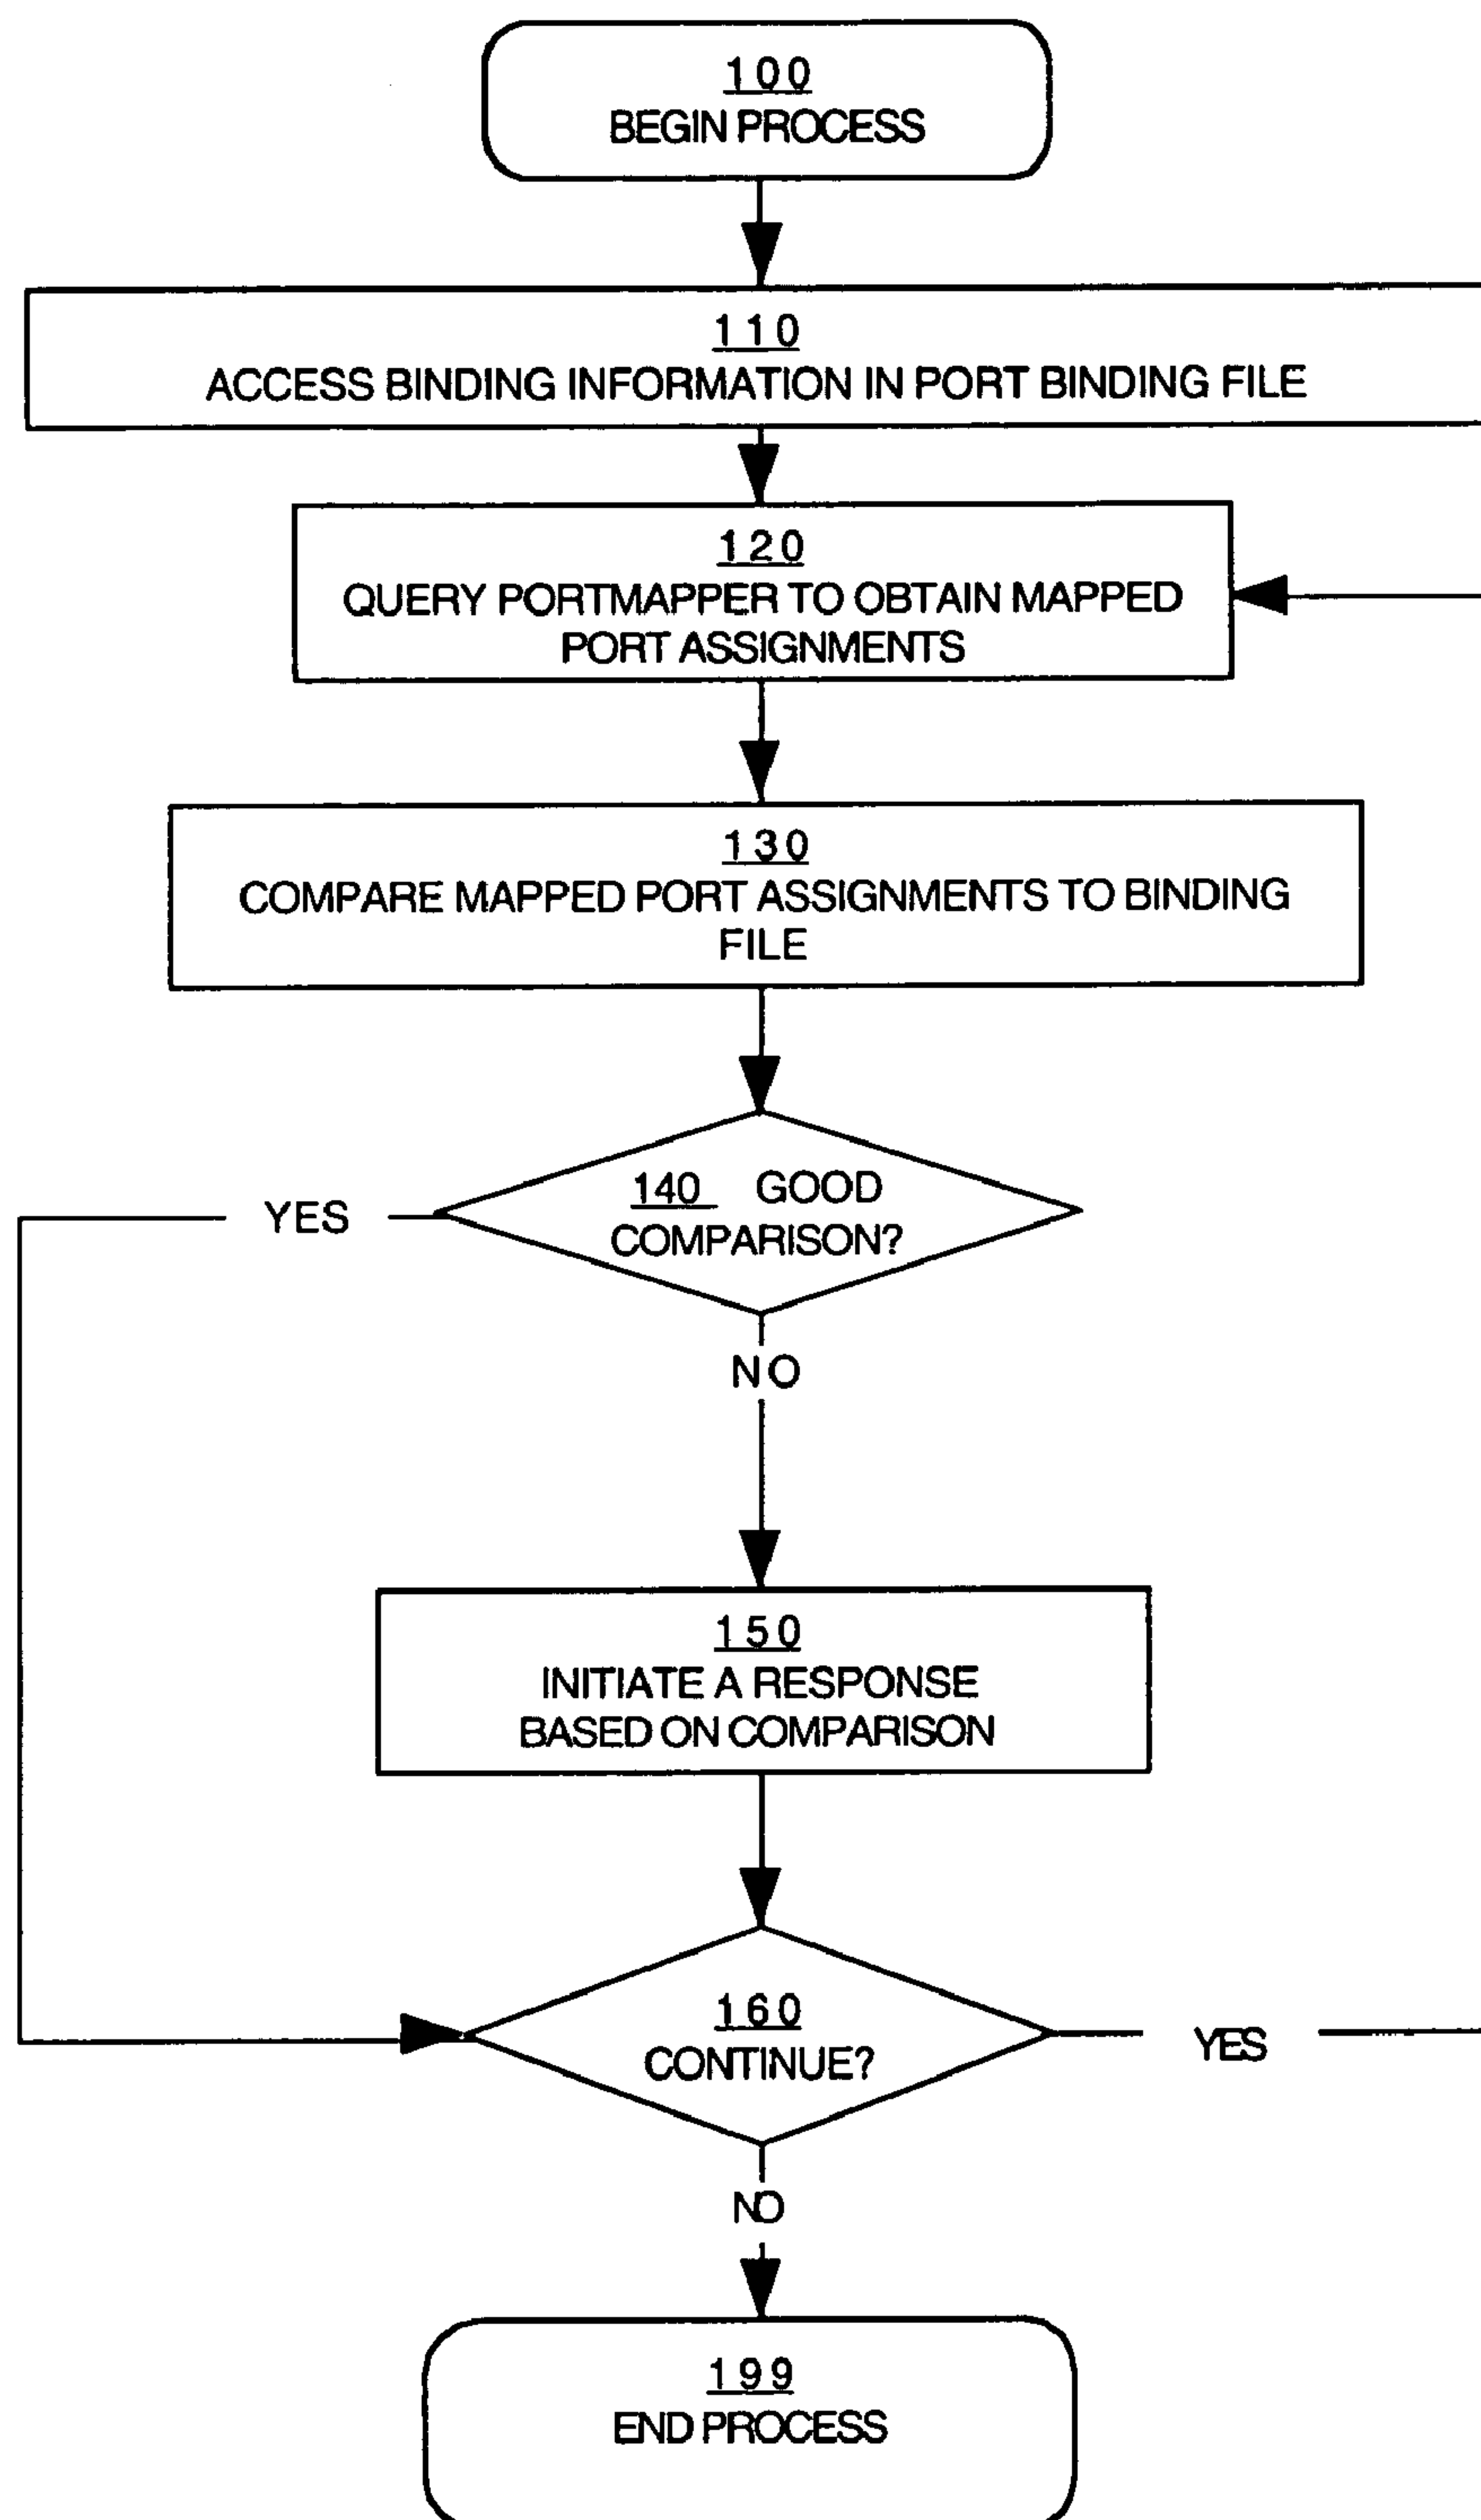 100
BEGIN PROCESS
110
ACCESS BINDING INFORMATION IN PORT BINDING FILE
120
QUERY PORTMAPPER TO OBTAIN MAPPED
PORT ASSIGNMENTS
130
COMPARE MAPPED PORT ASSIGNMENTS TO BINDING
FILE
140 GOOD
COMPARISON?
YES
NO
150
INITIATE A RESPONSE
BASED ON COMPARISON
160
CONTINUE?
YES
NO
199
END PROCESS